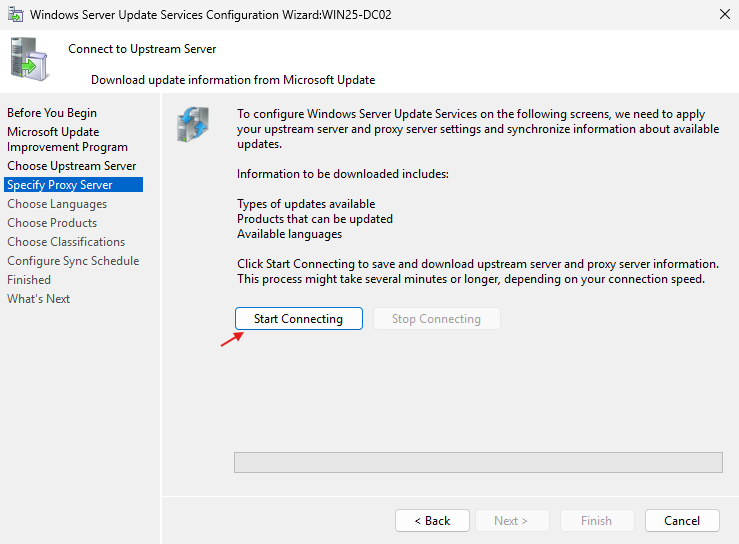 Windows Server Update Services Configuration Wizard:WIN25-DC02
Connect to Upstream Server
Download update information from Microsoft Update
Before You Begin
Microsoft Update
Improvement Program
Choose Upstream Server
Specify Proxy Server
Choose Languages
Choose Products
Choose Classifications
Configure Sync Schedule
Finished
What's Next
To configure Windows Server Update Services on the following screens, we need to apply
your upstream server and proxy server settings and synchronize information about available
updates.
Information to be downloaded includes:
Types of updates available
Products that can be updated
Available languages
Click Start Connecting to save and download upstream server and proxy server information.
This process might take several minutes or longer, depending on your connection speed.
Start Connecting
Stop Connecting
< Back
Next >
Finish
Cancel